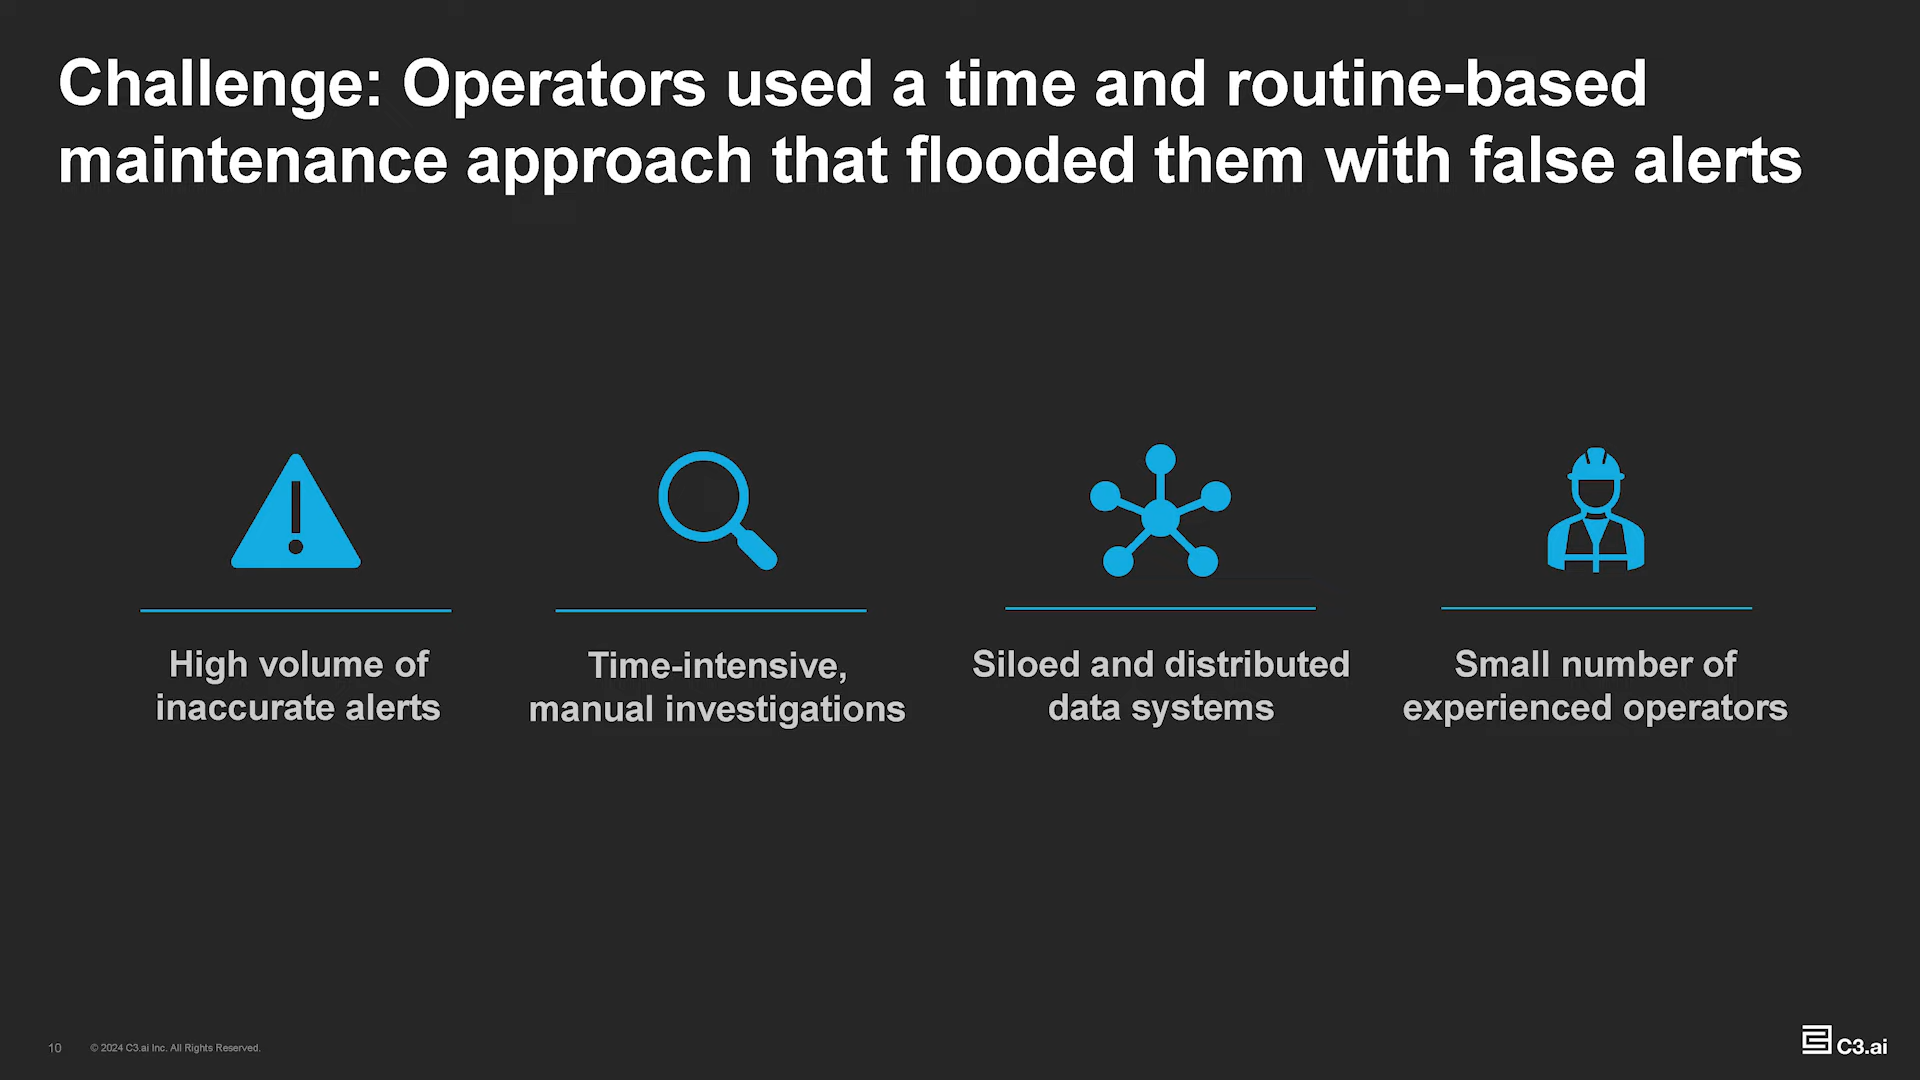 Challenge: Operators used a time and routine-based
maintenance approach that flooded them with false alerts
High volume of
inaccurate alerts
Time-intensive,
manual investigations
Siloed and distributed
data systems
Small number of
experienced operators
10
© 2024 C3.ai Inc. All Rights Reserved.
C3.ai